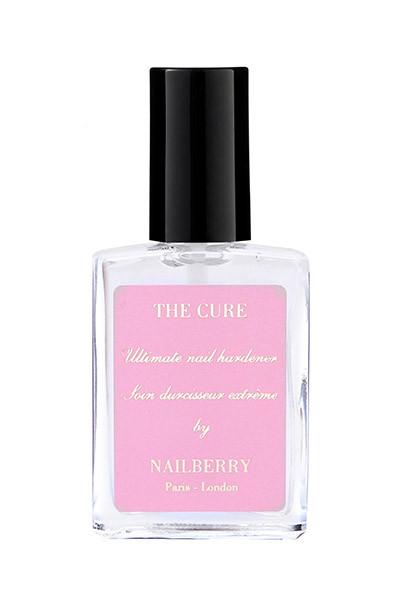 THE CURE
Ultimate nail hardener
Soin durcisseur extrême
by
NAILBERRY
Paris - London